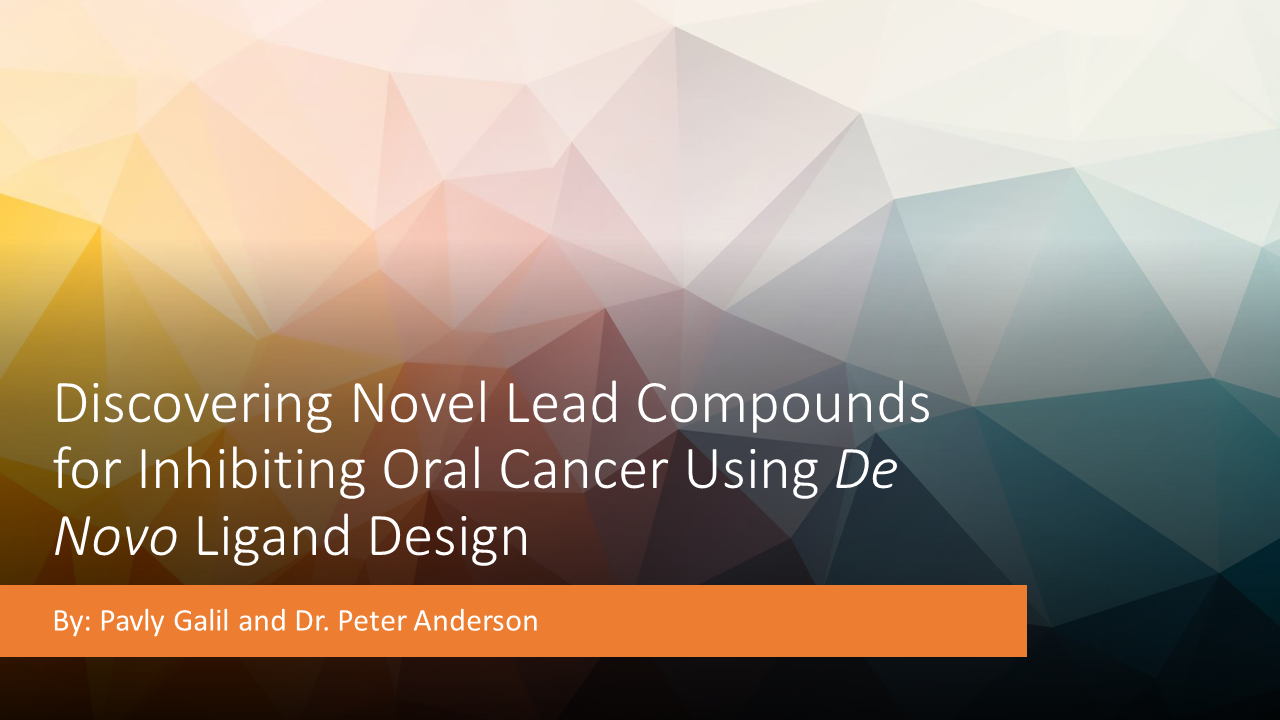 Discovering Novel Lead Compounds
for Inhibiting Oral Cancer Using De
Novo Ligand Design
By: Pavly Galil and Dr. Peter Anderson